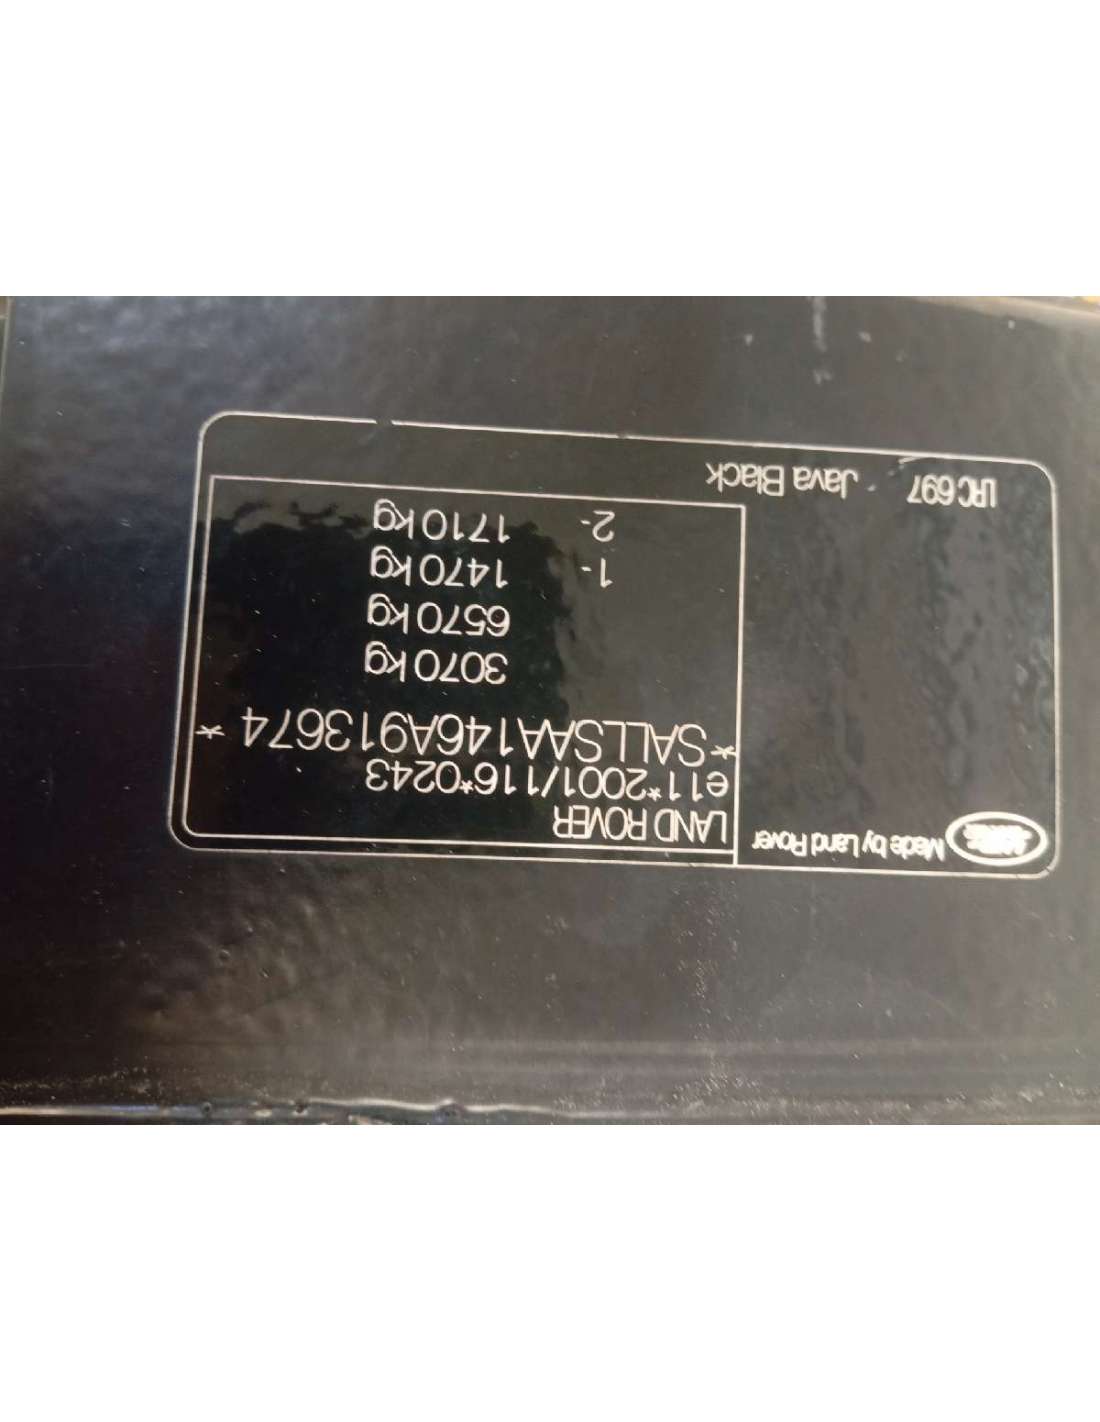 Made by Land Rover
LAND ROVER
e11*2001/116*0243
*SALLSAA146A913674*
3070 kg
6570 kg
1- 1470 kg
2- 1710 kg
LRC 697 Java Black